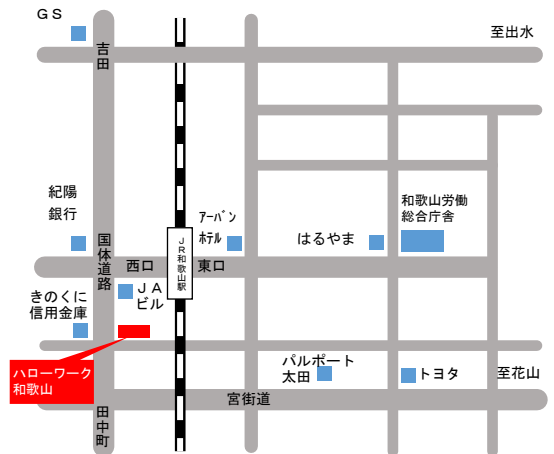 GS
吉田
至出水
紀陽
銀行
国体道路
アーバン
ホテル
はるやま
和歌山労働
総合庁舎
西口
JR和歌山駅
東口
JA
ビル
きのくに
信用金庫
ハローワーク
和歌山
パルポート
太田
トヨタ
至花山
宮街道
田中町